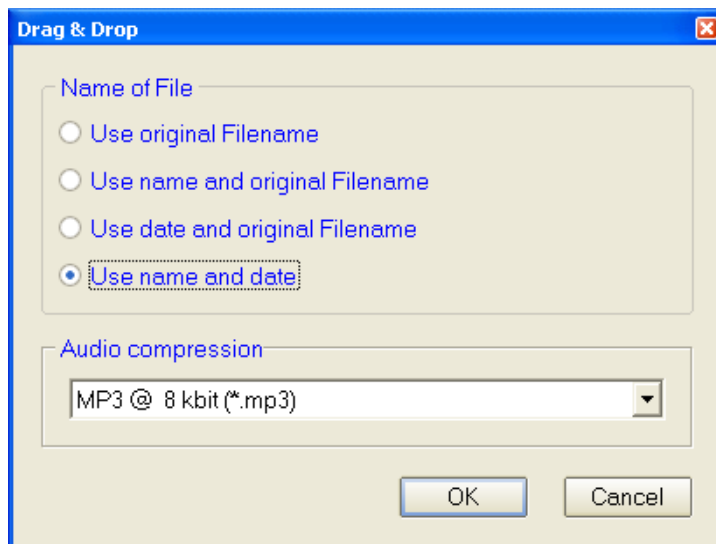 Drag & Drop
Name of File
Use original Filename
Use name and original Filename
Use date and original Filename
Use name and date
Audio compression
MP3 @  8 kbit (*.mp3)
OK
Cancel